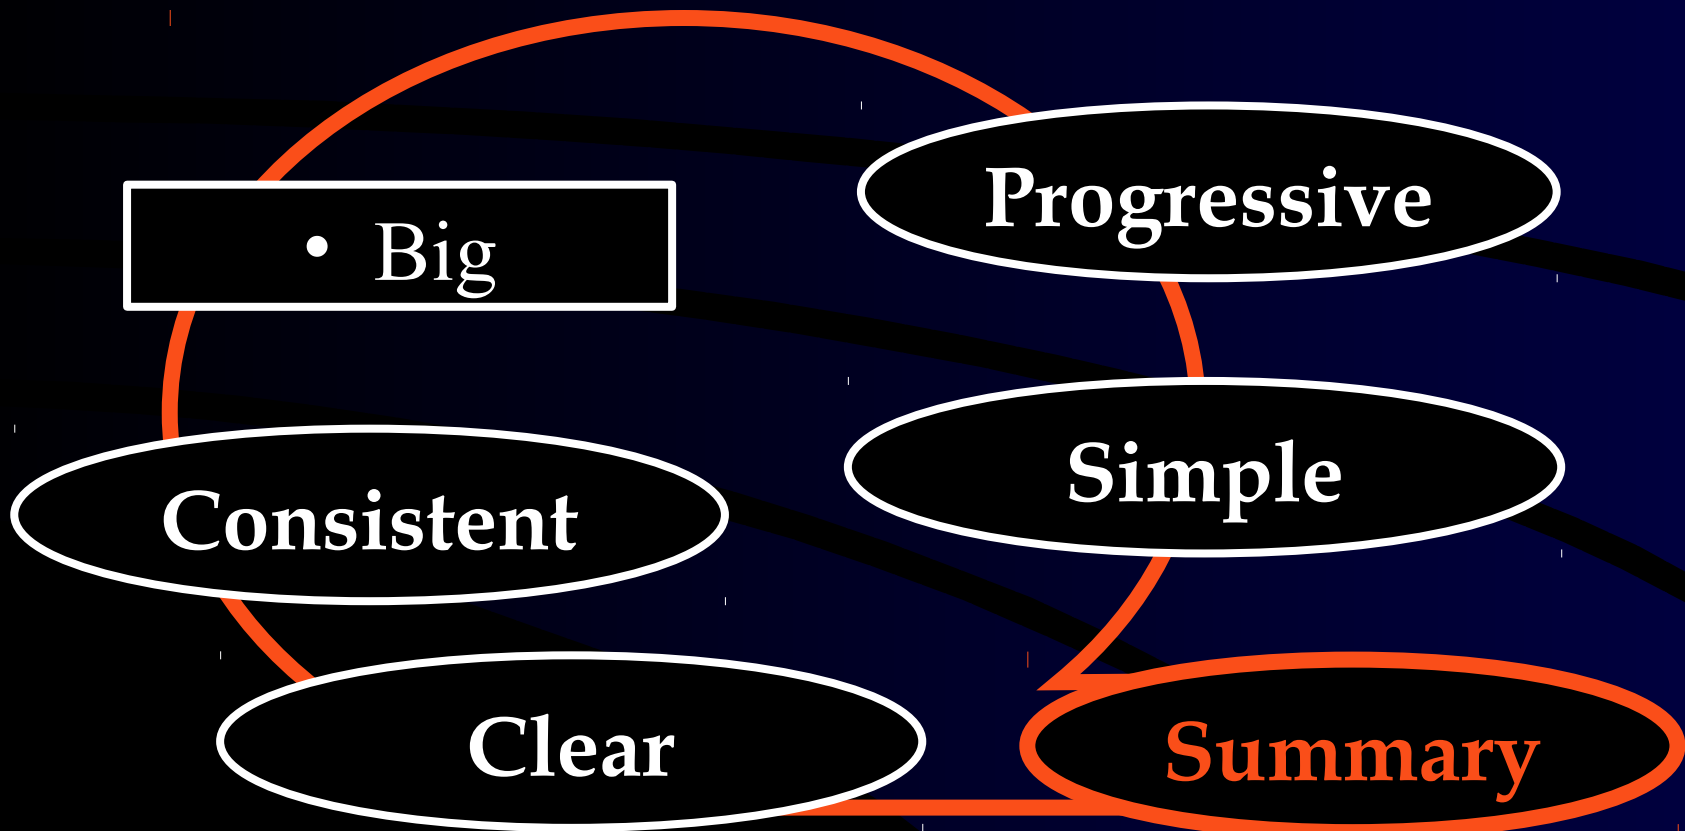 • Big
Progressive
Simple
Consistent
Clear
Summary